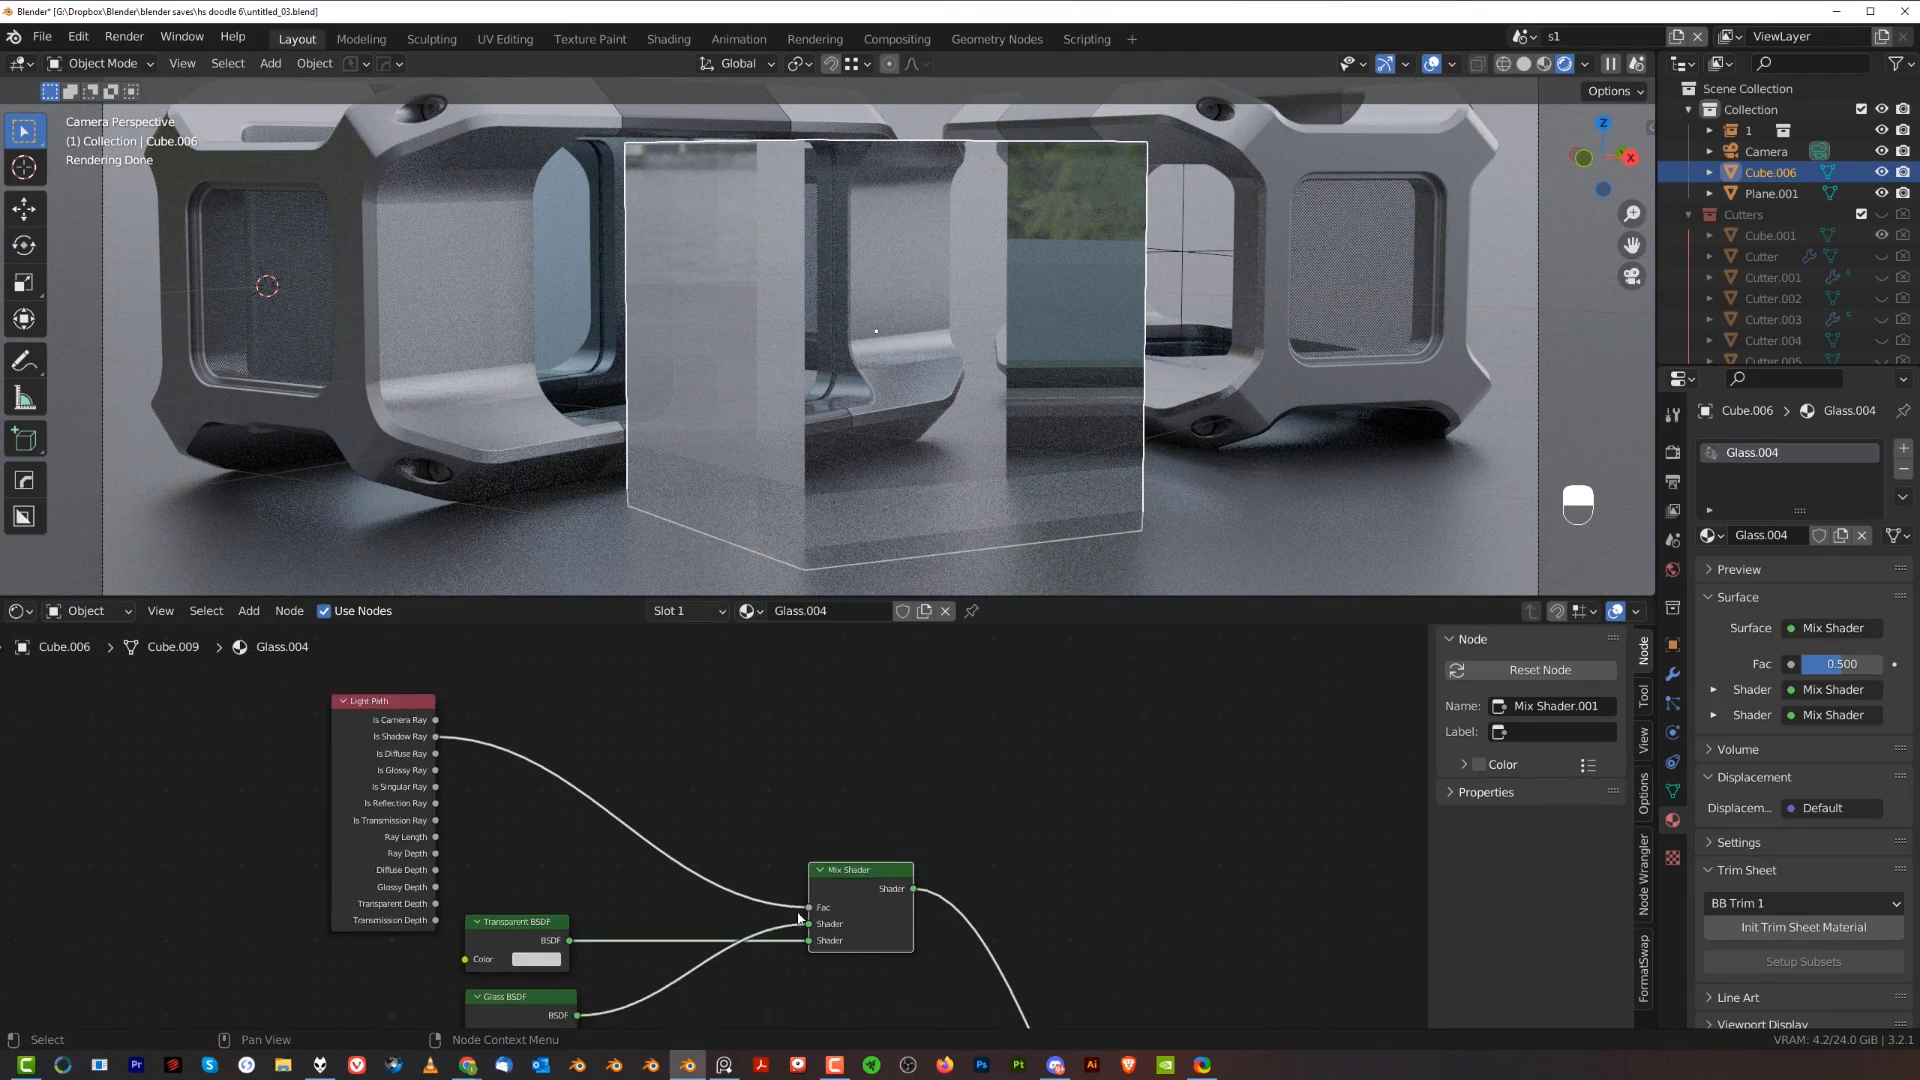 Blender* [G:\Dropbox\Blender\blender saves\hs doodle 6\untitled_03.blend]
File Edit Render Window Help Layout Modeling Sculpting UV Editing Texture Paint Shading Animation Rendering Compositing Geometry Nodes Scripting s1 ViewLayer
Object Mode View Select Add Object Global
Options
Camera Perspective
(1) Collection | Cube.006
Rendering Done
Z
X
Scene Collection
Collection
1
Camera
Cube.006
Plane.001
Cutters
Cube.001
Cutter
Cutter.001
Cutter.002
Cutter.003
Cutter.004
Cutter.005
Cube.006 Glass.004
Glass.004
Glass.004
Preview
Surface
Surface Mix Shader
Fac 0.500
Shader Mix Shader
Shader Mix Shader
Volume
Displacement
Displacem... Default
Settings
Trim Sheet
BB Trim 1
Init Trim Sheet Material
Setup Subsets
Line Art
Viewport Display
Object View Select Add Node Use Nodes Slot 1 Glass.004
Cube.006 Cube.009 Glass.004
Light Path
Is Camera Ray
Is Shadow Ray
Is Diffuse Ray
Is Glossy Ray
Is Singular Ray
Is Reflection Ray
Is Transmission Ray
Ray Length
Ray Depth
Diffuse Depth
Glossy Depth
Transparent Depth
Transmission Depth
Transparent BSDF
BSDF
Color
Glass BSDF
BSDF
Mix Shader
Shader
Fac
Shader
Shader
Node
Reset Node
Name: Mix Shader.001
Label:
Color
Properties
Node
Tool
View
Options
Node Wrangler
FormatSwap
Select Pan View Node Context Menu VRAM: 4.2/24.0 GiB | 3.2.1